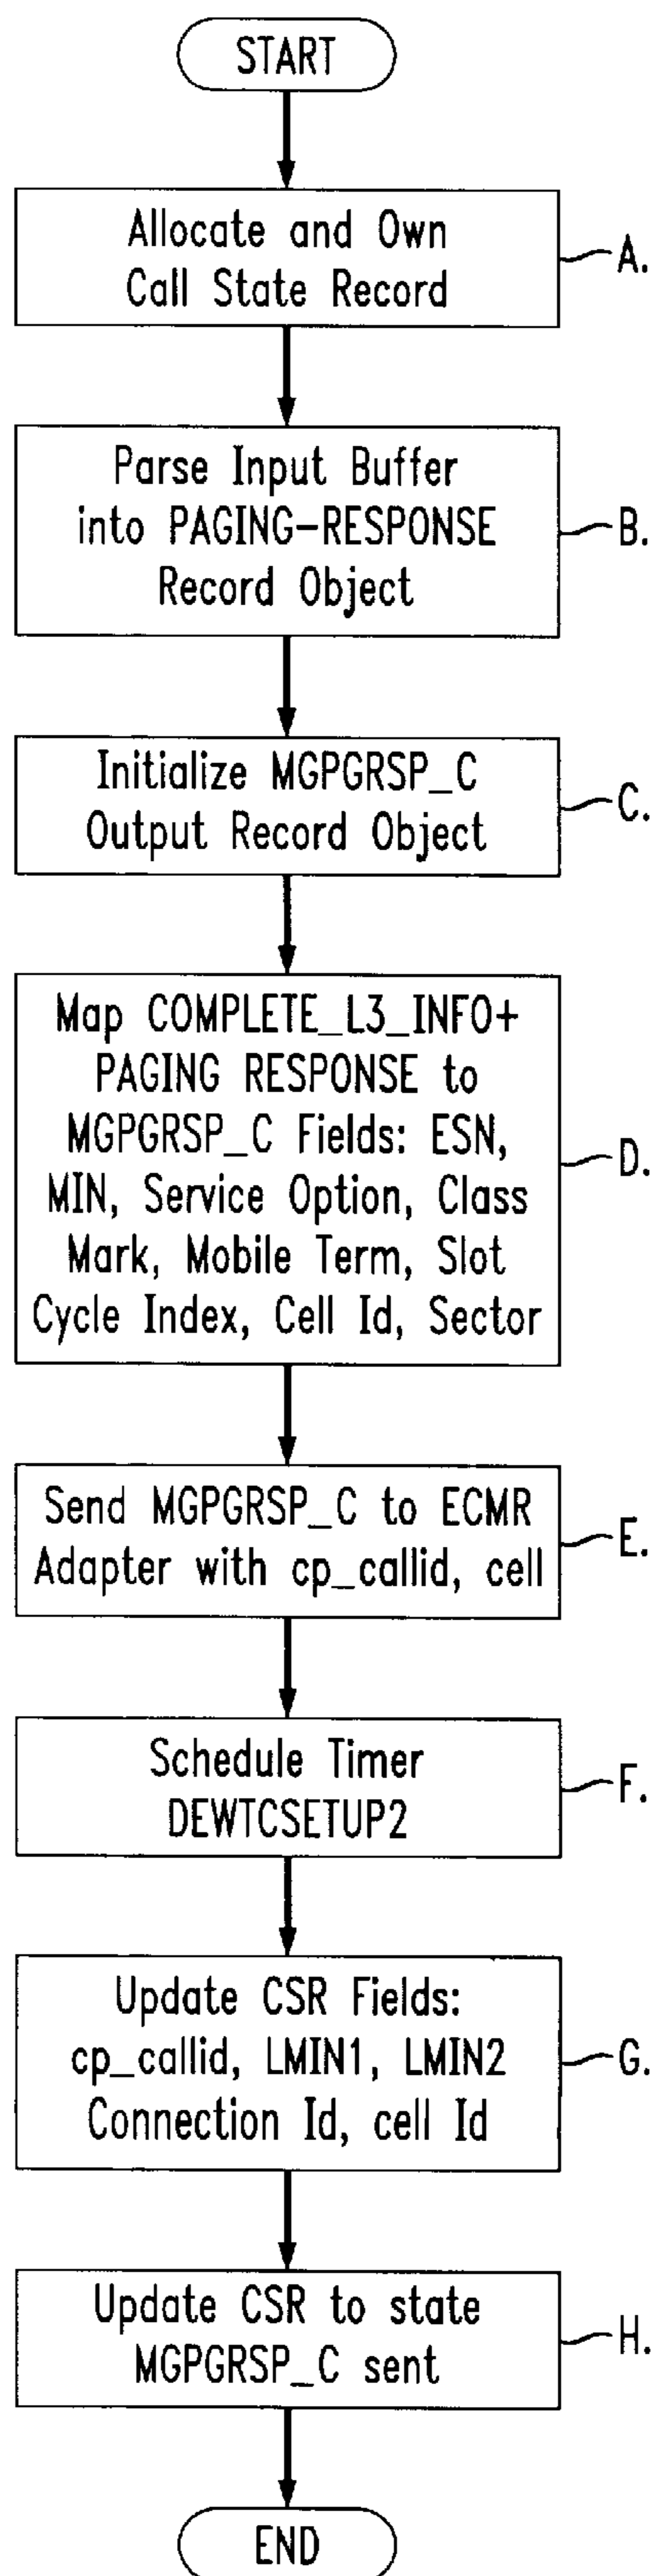 START
Allocate and Own
Call State Record
A.
Parse Input Buffer
into PAGING-RESPONSE
Record Object
B.
Initialize MGPGRSP_C
Output Record Object
C.
Map COMPLETE_L3_INFO+
PAGING RESPONSE to
MGPGRSP_C Fields: ESN,
MIN, Service Option, Class
Mark, Mobile Term, Slot
Cycle Index, Cell Id, Sector
D.
Send MGPGRSP_C to ECMR
Adapter with cp_callid, cell
E.
Schedule Timer
DEWTCSETUP2
F.
Update CSR Fields:
cp_callid, LMIN1, LMIN2
Connection Id, cell Id
G.
Update CSR to state
MGPGRSP_C sent
H.
END